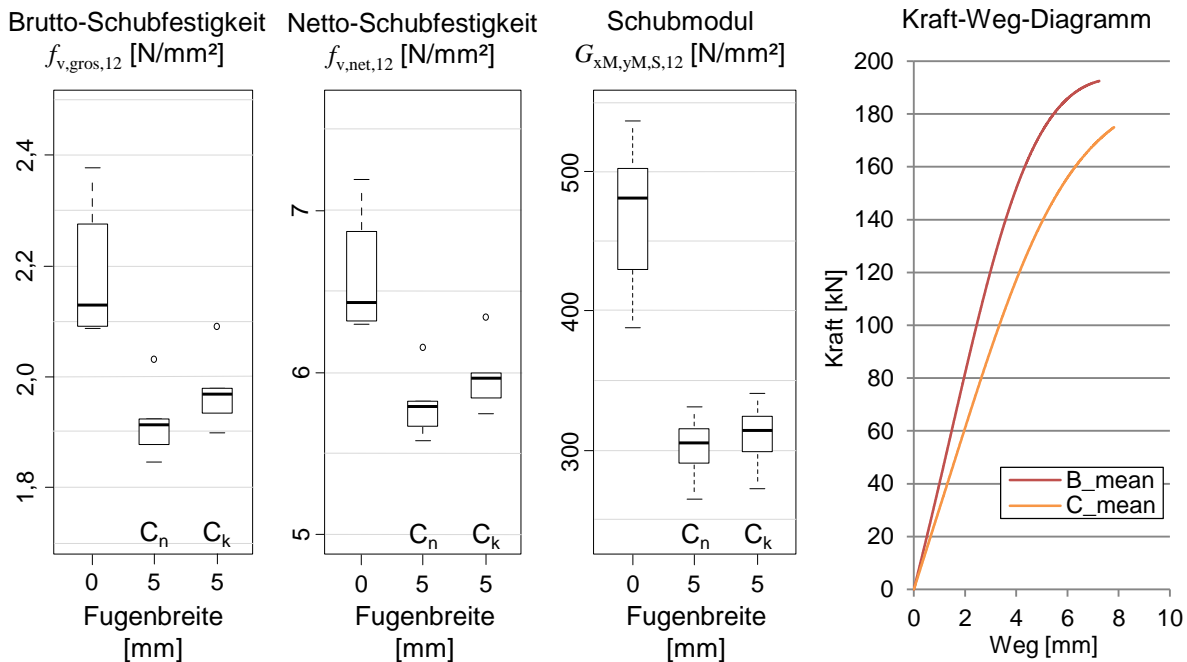 Brutto-Schubfestigkeit
f_v,gros,12 [N/mm²]
2,4
2,2
2,0
1,8
C_n C_k
0 5 5
Fugenbreite
[mm]
Netto-Schubfestigkeit
f_v,net,12 [N/mm²]
7
6
5
C_n C_k
0 5 5
Fugenbreite
[mm]
Schubmodul
G_xM,yM,S,12 [N/mm²]
500
400
300
C_n C_k
0 5 5
Fugenbreite
[mm]
Kraft-Weg-Diagramm
Kraft [kN]
200
180
160
140
120
100
80
60
40
20
0
B_mean
C_mean
0 2 4 6 8 10
Weg [mm]